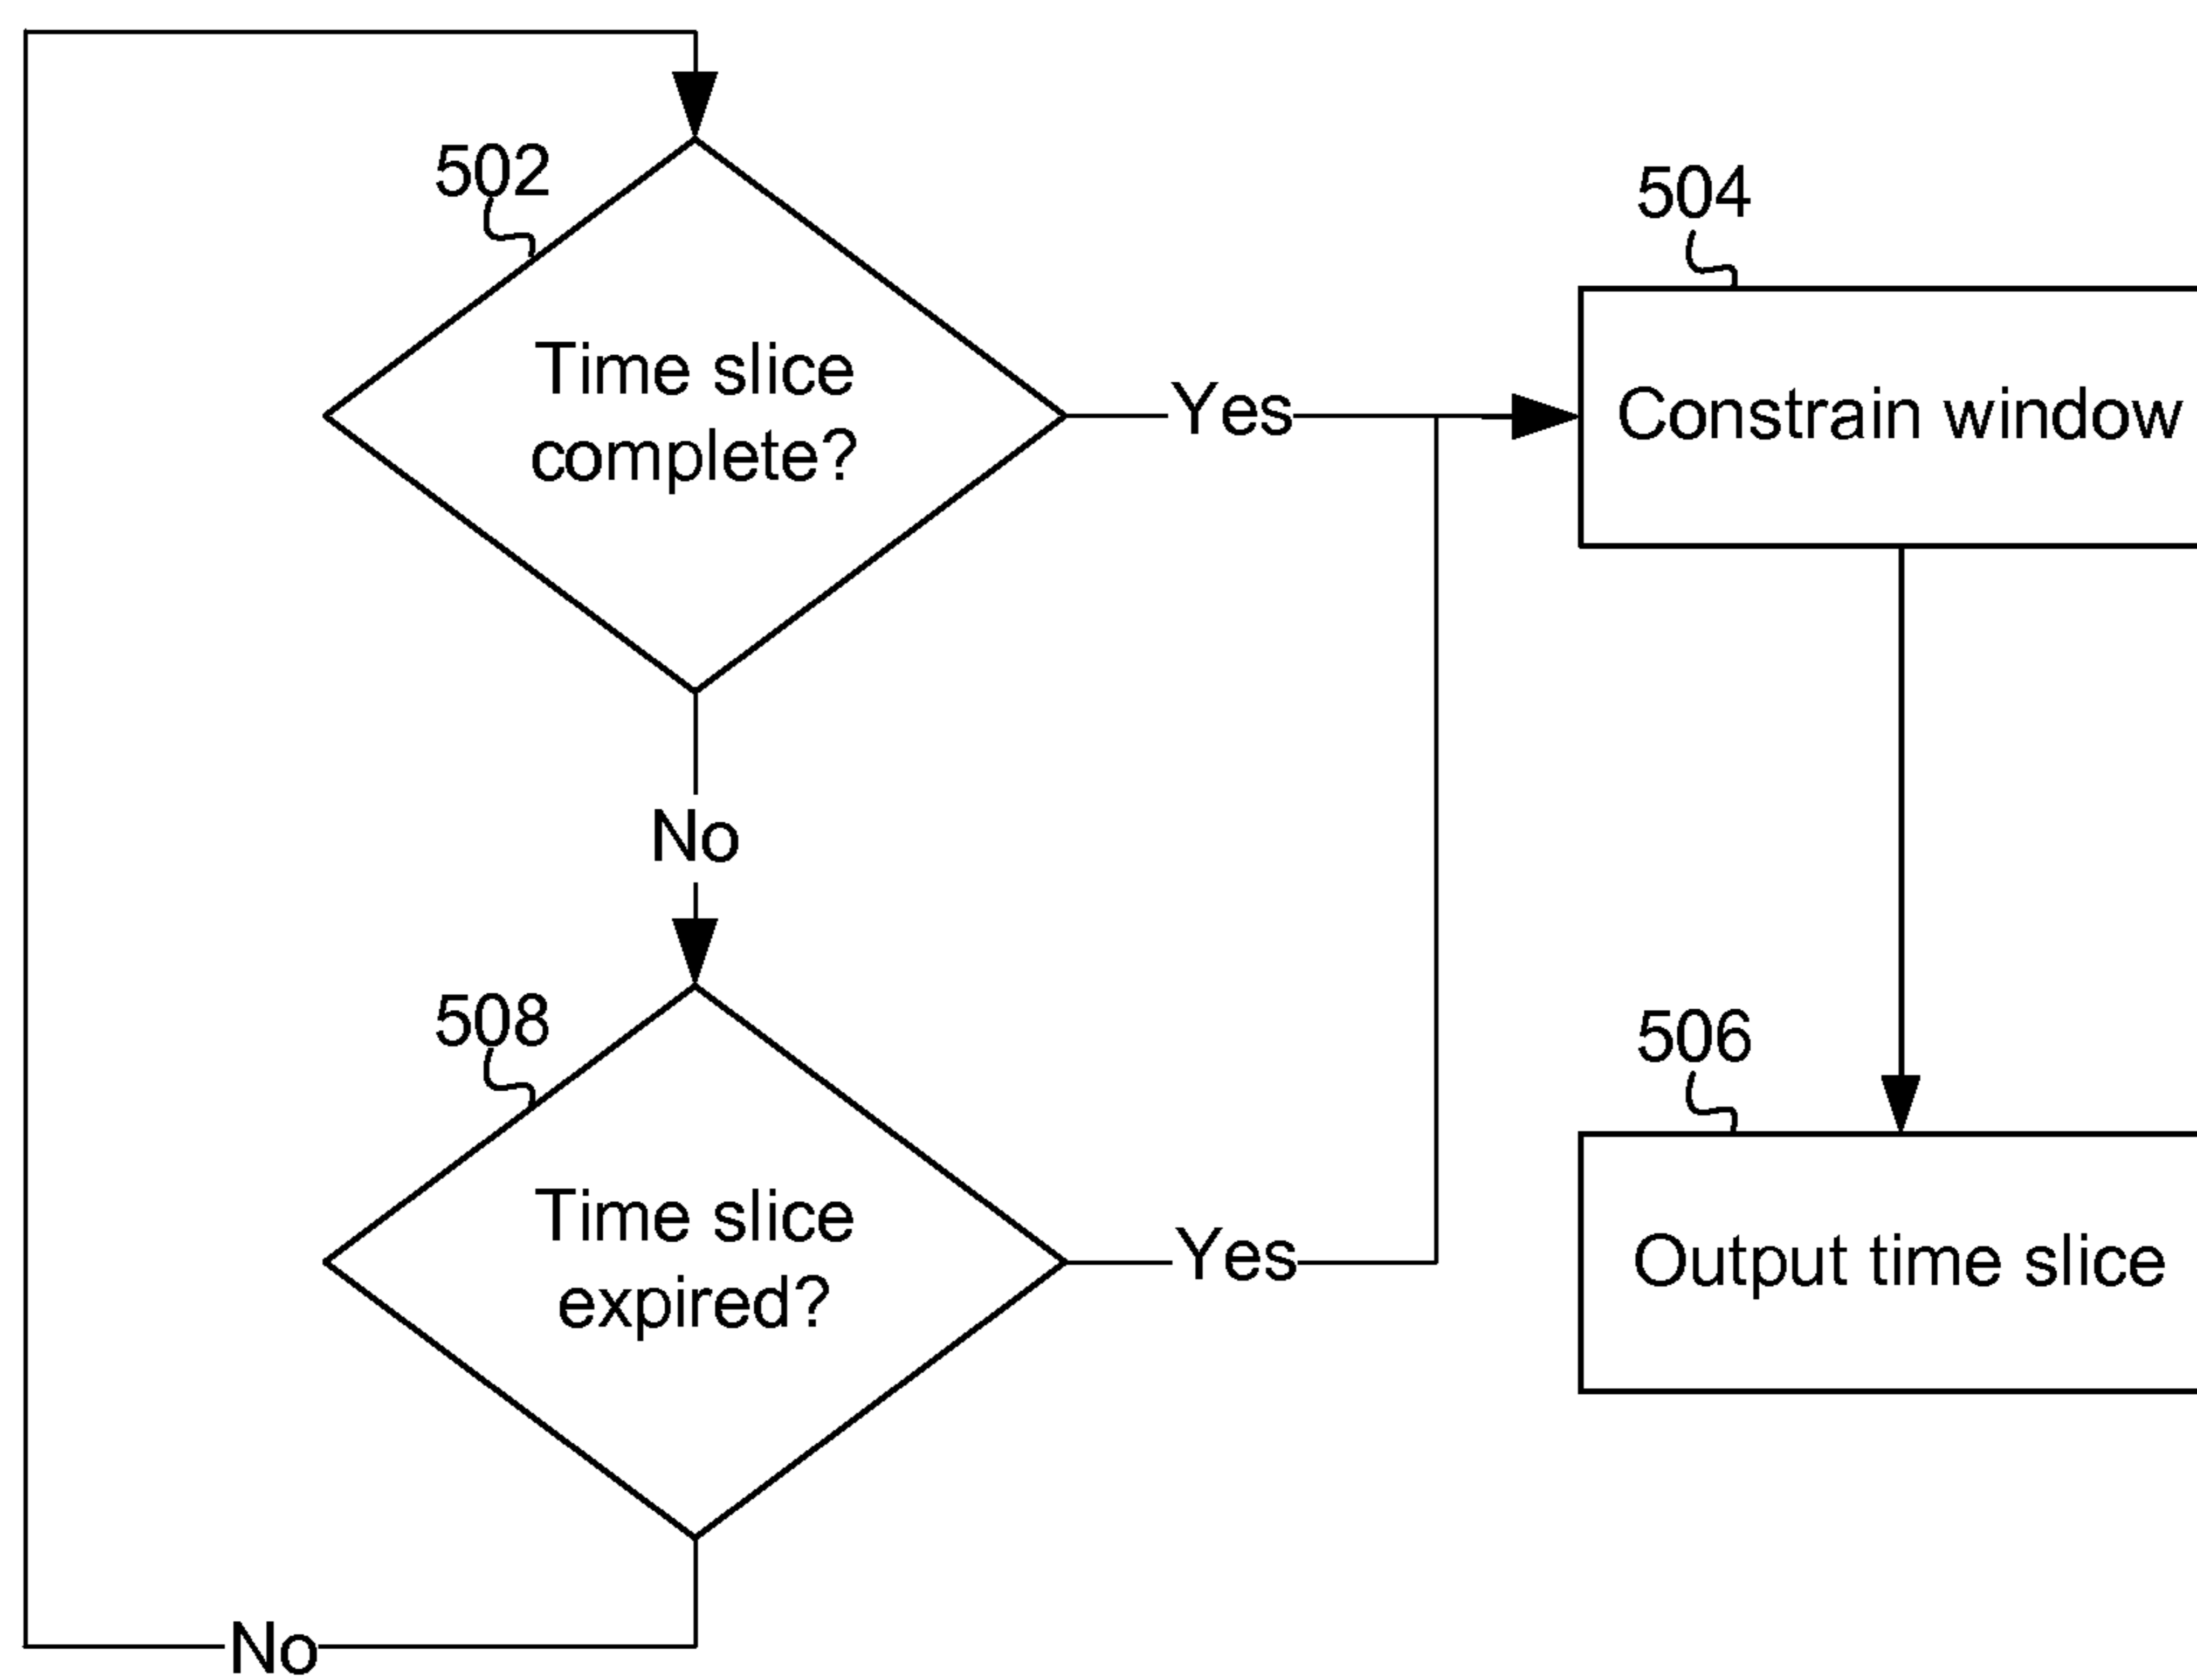 502
Time slice
complete?
Yes
504
Constrain window
No
508
Time slice
expired?
Yes
506
Output time slice
No